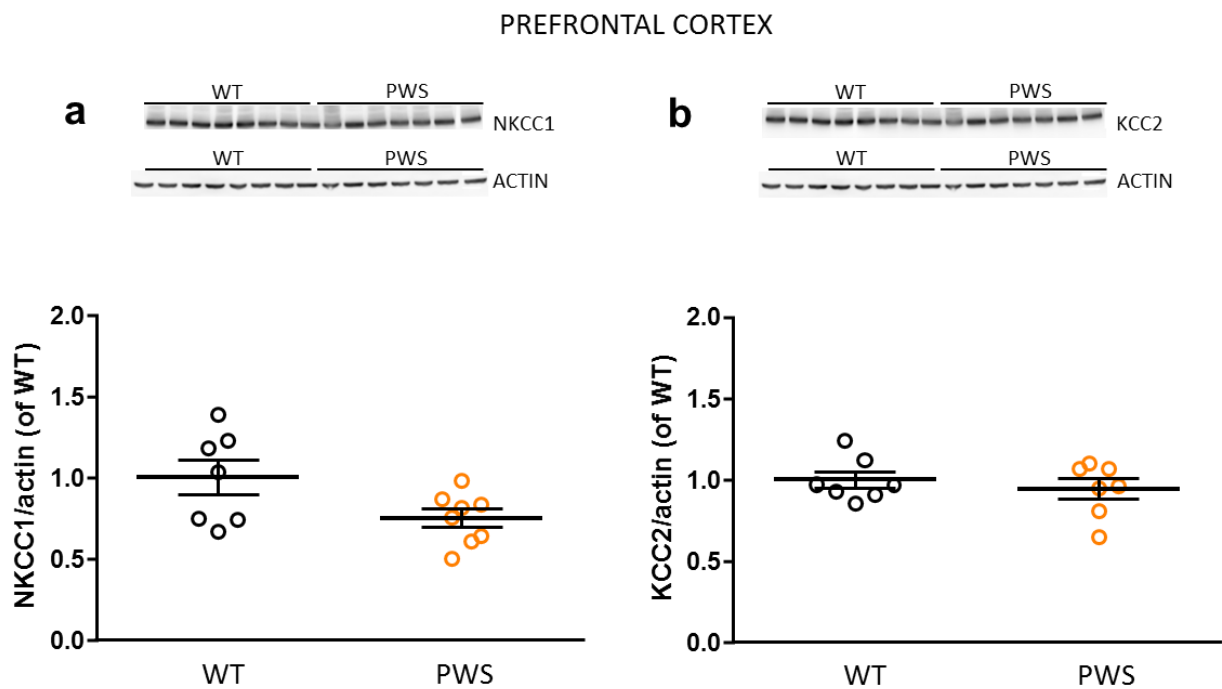 PREFRONTAL CORTEX
a
WT PWS
NKCC1
WT PWS
ACTIN
b
WT PWS
KCC2
WT PWS
ACTIN
NKCC1/actin (of WT)
2.0
1.5
1.0
0.5
0.0
WT PWS
KCC2/actin (of WT)
2.0
1.5
1.0
0.5
0.0
WT PWS